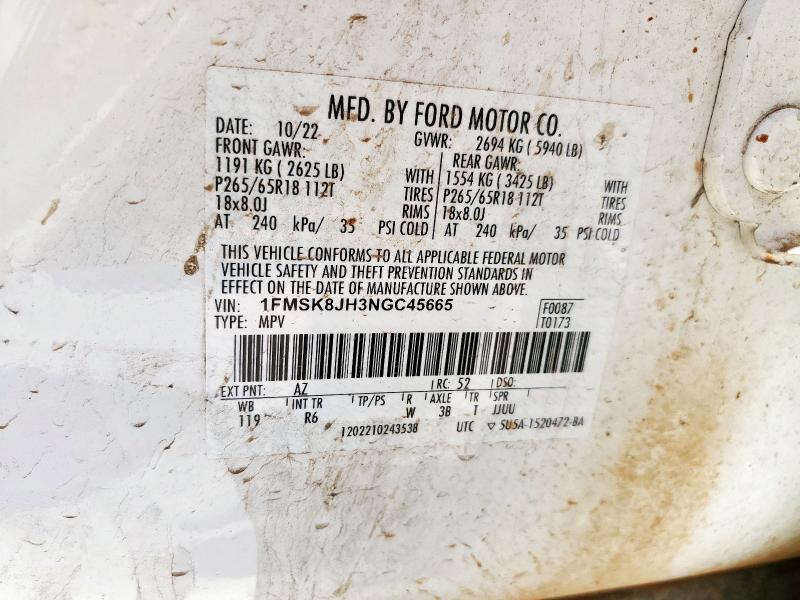 MFD. BY FORD MOTOR CO.
DATE: 10/22 GVWR: 2694 KG ( 5940 LB)
FRONT GAWR: REAR GAWR:
1191 KG ( 2625 LB) WITH 1554 KG ( 3425 LB) WITH
P265/65R18 112T TIRES P265/65R18 112T TIRES
18x8.0J RIMS 18x8.0J RIMS
AT 240 kPa/ 35 PSI COLD AT 240 kPa/ 35 PSI COLD
THIS VEHICLE CONFORMS TO ALL APPLICABLE FEDERAL MOTOR
VEHICLE SAFETY AND THEFT PREVENTION STANDARDS IN
EFFECT ON THE DATE OF MANUFACTURE SHOWN ABOVE.
VIN: 1FMSK8JH3NGC45665 F0087
TYPE: MPV T0173
EXT PNT: AZ RC: 52 DSO:
WB INT TR TP/PS R AXLE TR SPR
119 R6 W 3B T JJUU
1202210243538 UTC ▽ 5U5A-1520472-BA